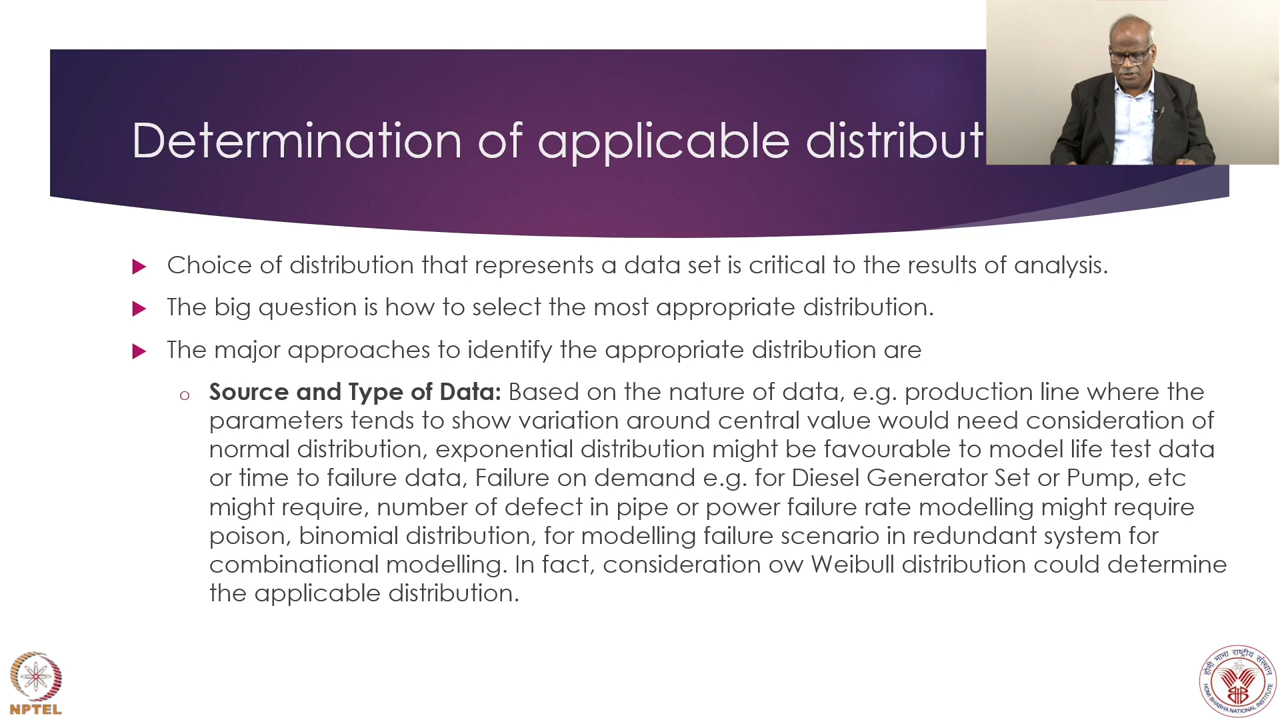 Determination of applicable distribut
Choice of distribution that represents a data set is critical to the results of analysis.
The big question is how to select the most appropriate distribution.
The major approaches to identify the appropriate distribution are
Source and Type of Data: Based on the nature of data, e.g. production line where the
parameters tends to show variation around central value would need consideration of
normal distribution, exponential distribution might be favourable to model life test data
or time to failure data, Failure on demand e.g. for Diesel Generator Set or Pump, etc
might require, number of defect in pipe or power failure rate modelling might require
poison, binomial distribution, for modelling failure scenario in redundant system for
combinational modelling. In fact, consideration ow Weibull distribution could determine
the applicable distribution.
NPTEL
होमी भाभा राष्ट्रीय संस्थान
HOMI BHABHA NATIONAL INSTITUTE